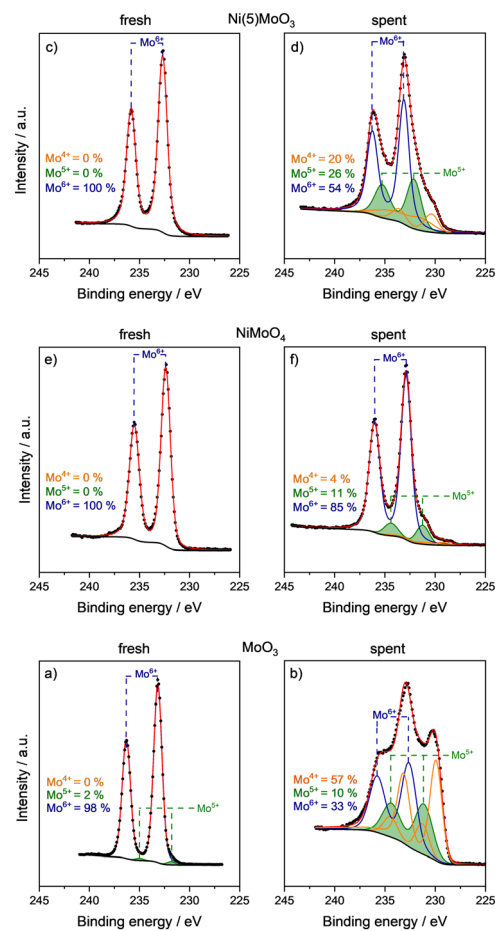 Ni(5)MoO3
fresh
spent
c)
Mo6+
Mo4+ = 0 %
Mo5+ = 0 %
Mo6+ = 100 %
Intensity / a.u.
245 240 235 230 225
Binding energy / eV
d)
Mo6+
Mo4+ = 20 %
Mo5+ = 26 %
Mo6+ = 54 %
Mo5+
245 240 235 230 225
Binding energy / eV
NiMoO4
fresh
spent
e)
Mo6+
Mo4+ = 0 %
Mo5+ = 0 %
Mo6+ = 100 %
Intensity / a.u.
245 240 235 230 225
Binding energy / eV
f)
Mo6+
Mo4+ = 4 %
Mo5+ = 11 %
Mo6+ = 85 %
Mo5+
245 240 235 230 225
Binding energy / eV
MoO3
fresh
spent
a)
Mo6+
Mo4+ = 0 %
Mo5+ = 2 %
Mo6+ = 98 %
Mo5+
Intensity / a.u.
245 240 235 230 225
Binding energy / eV
b)
Mo6+
Mo5+
Mo4+ = 57 %
Mo5+ = 10 %
Mo6+ = 33 %
245 240 235 230 225
Binding energy / eV